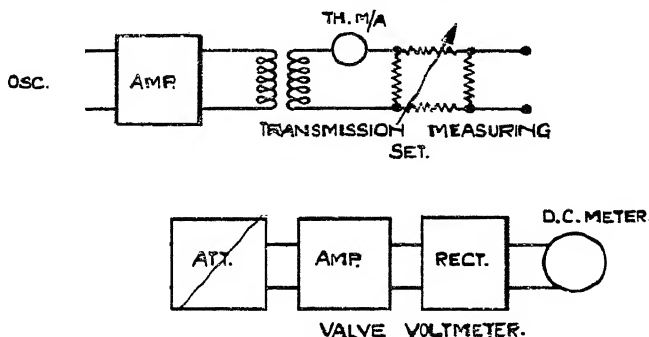 TH. M/A
OSC.
AMP.
TRANSMISSION MEASURING
SET.
D.C. METER.
ATT.
AMP.
RECT.
VALVE VOLTMETER.